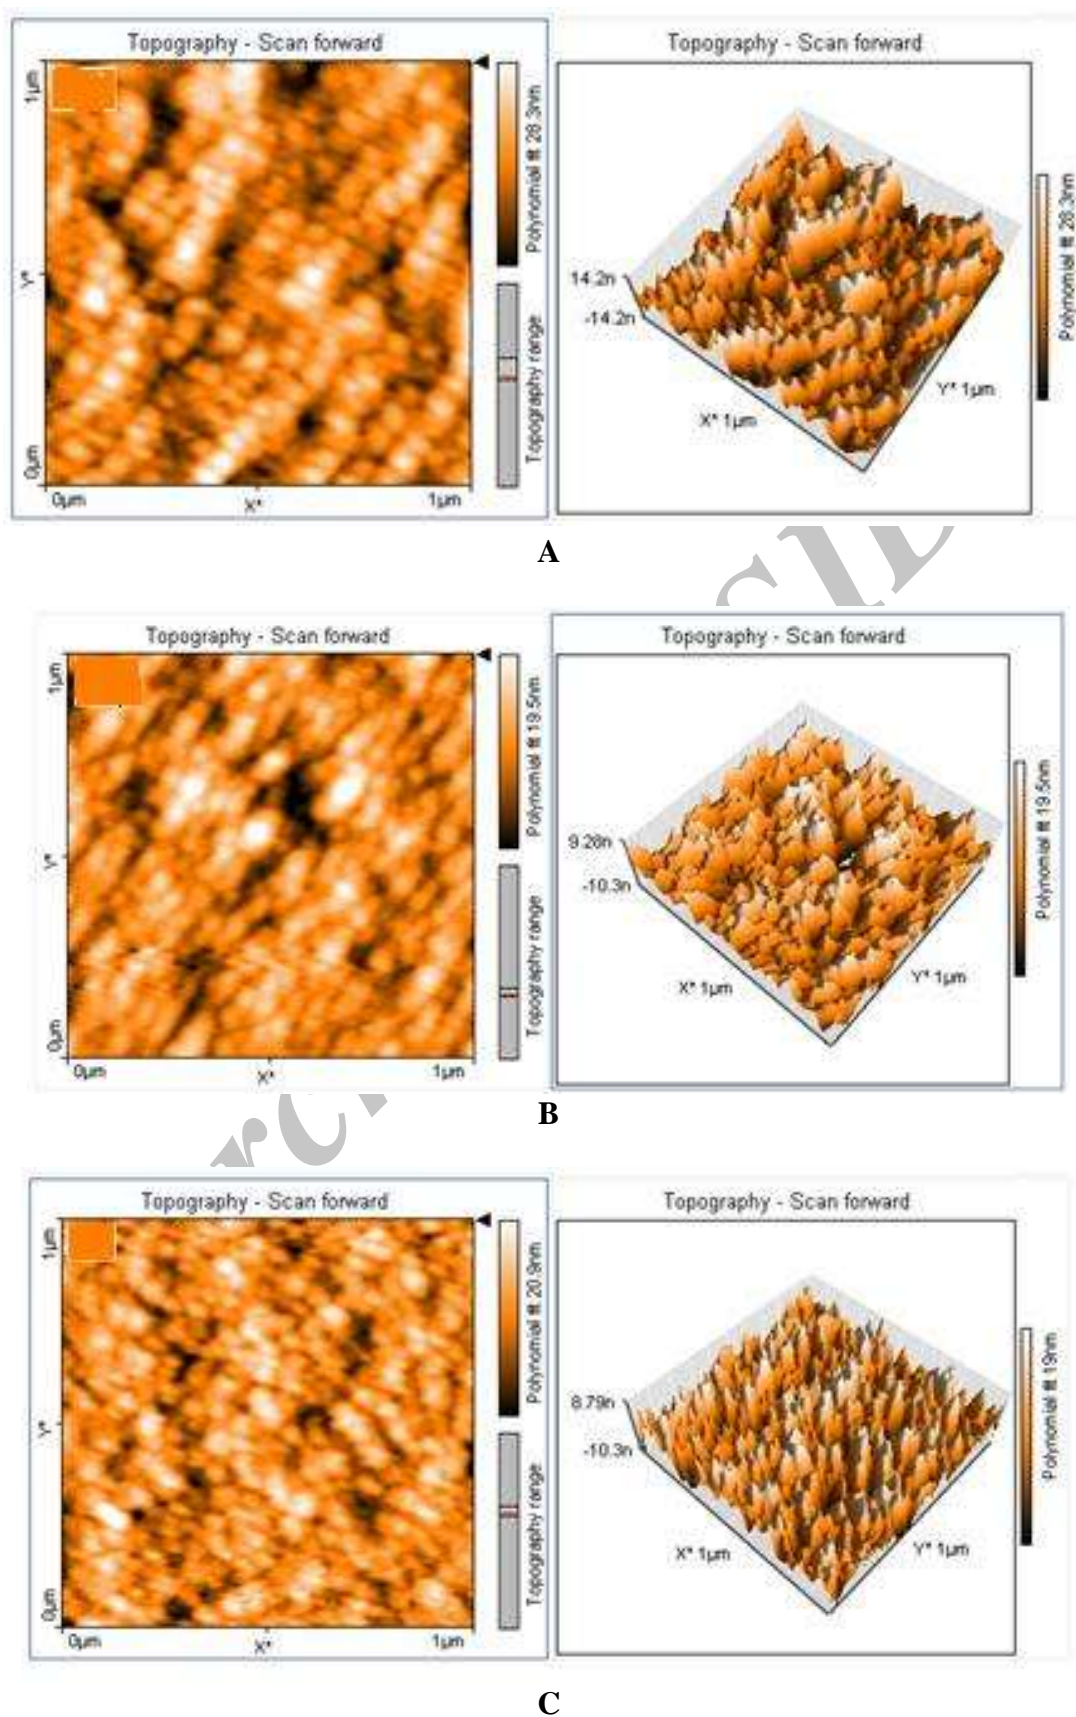 Topography - Scan forward
1µm
Y*
0µm
0µm
X*
1µm
Polynomial fit 28.3nm
Topography range
Topography - Scan forward
14.2n
-14.2n
X* 1µm
Y* 1µm
Polynomial fit 28.3nm
A
Topography - Scan forward
1µm
Y*
0µm
0µm
X*
1µm
Polynomial fit 19.5nm
Topography range
Topography - Scan forward
9.28n
-10.3n
X* 1µm
Y* 1µm
Polynomial fit 19.5nm
B
Topography - Scan forward
1µm
Y*
0µm
0µm
X*
1µm
Polynomial fit 20.9nm
Topography range
Topography - Scan forward
8.79n
-10.3n
X* 1µm
Y* 1µm
Polynomial fit 19nm
C